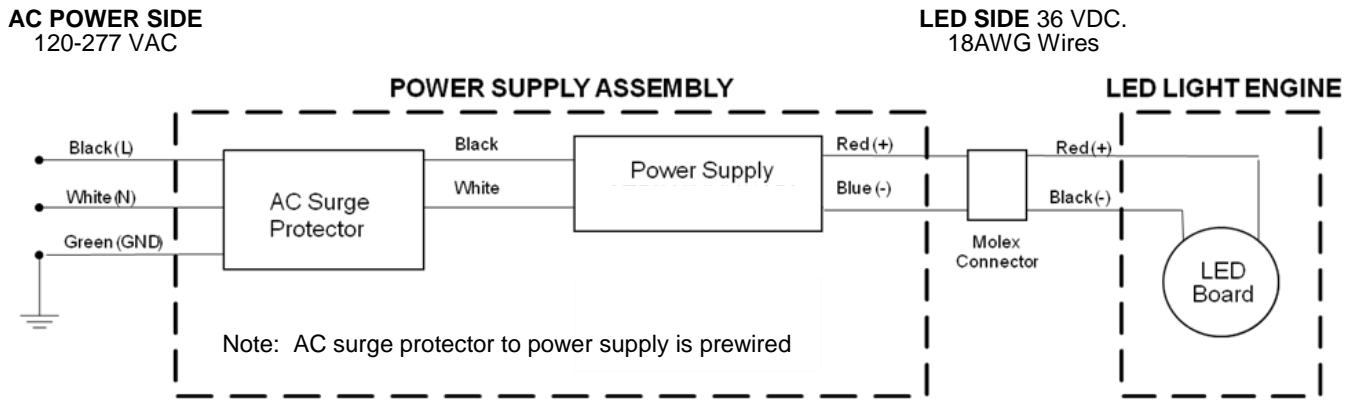 AC POWER SIDE
120-277 VAC
LED SIDE 36 VDC.
18AWG Wires
POWER SUPPLY ASSEMBLY
LED LIGHT ENGINE
Black (L)
White (N)
Green (GND)
AC Surge
Protector
Black
White
Power Supply
Red (+)
Blue (-)
Molex
Connector
Red (+)
Black(-)
LED
Board
Note: AC surge protector to power supply is prewired